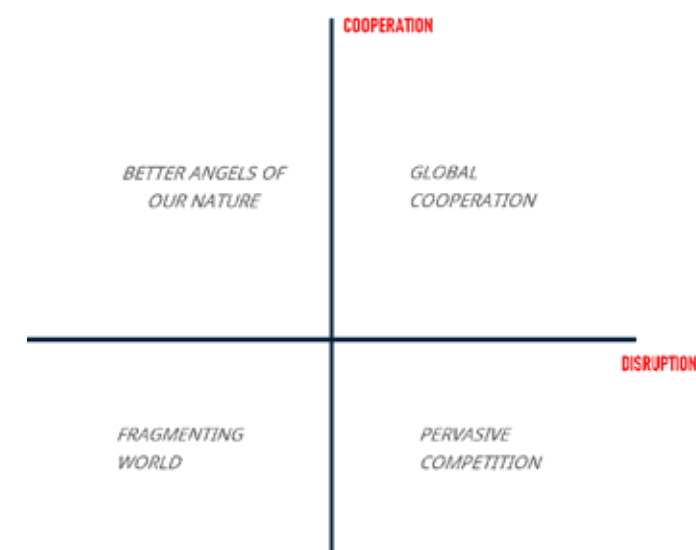 COOPERATION
BETTER ANGELS OF
OUR NATURE
GLOBAL
COOPERATION
DISRUPTION
FRAGMENTING
WORLD
PERVASIVE
COMPETITION